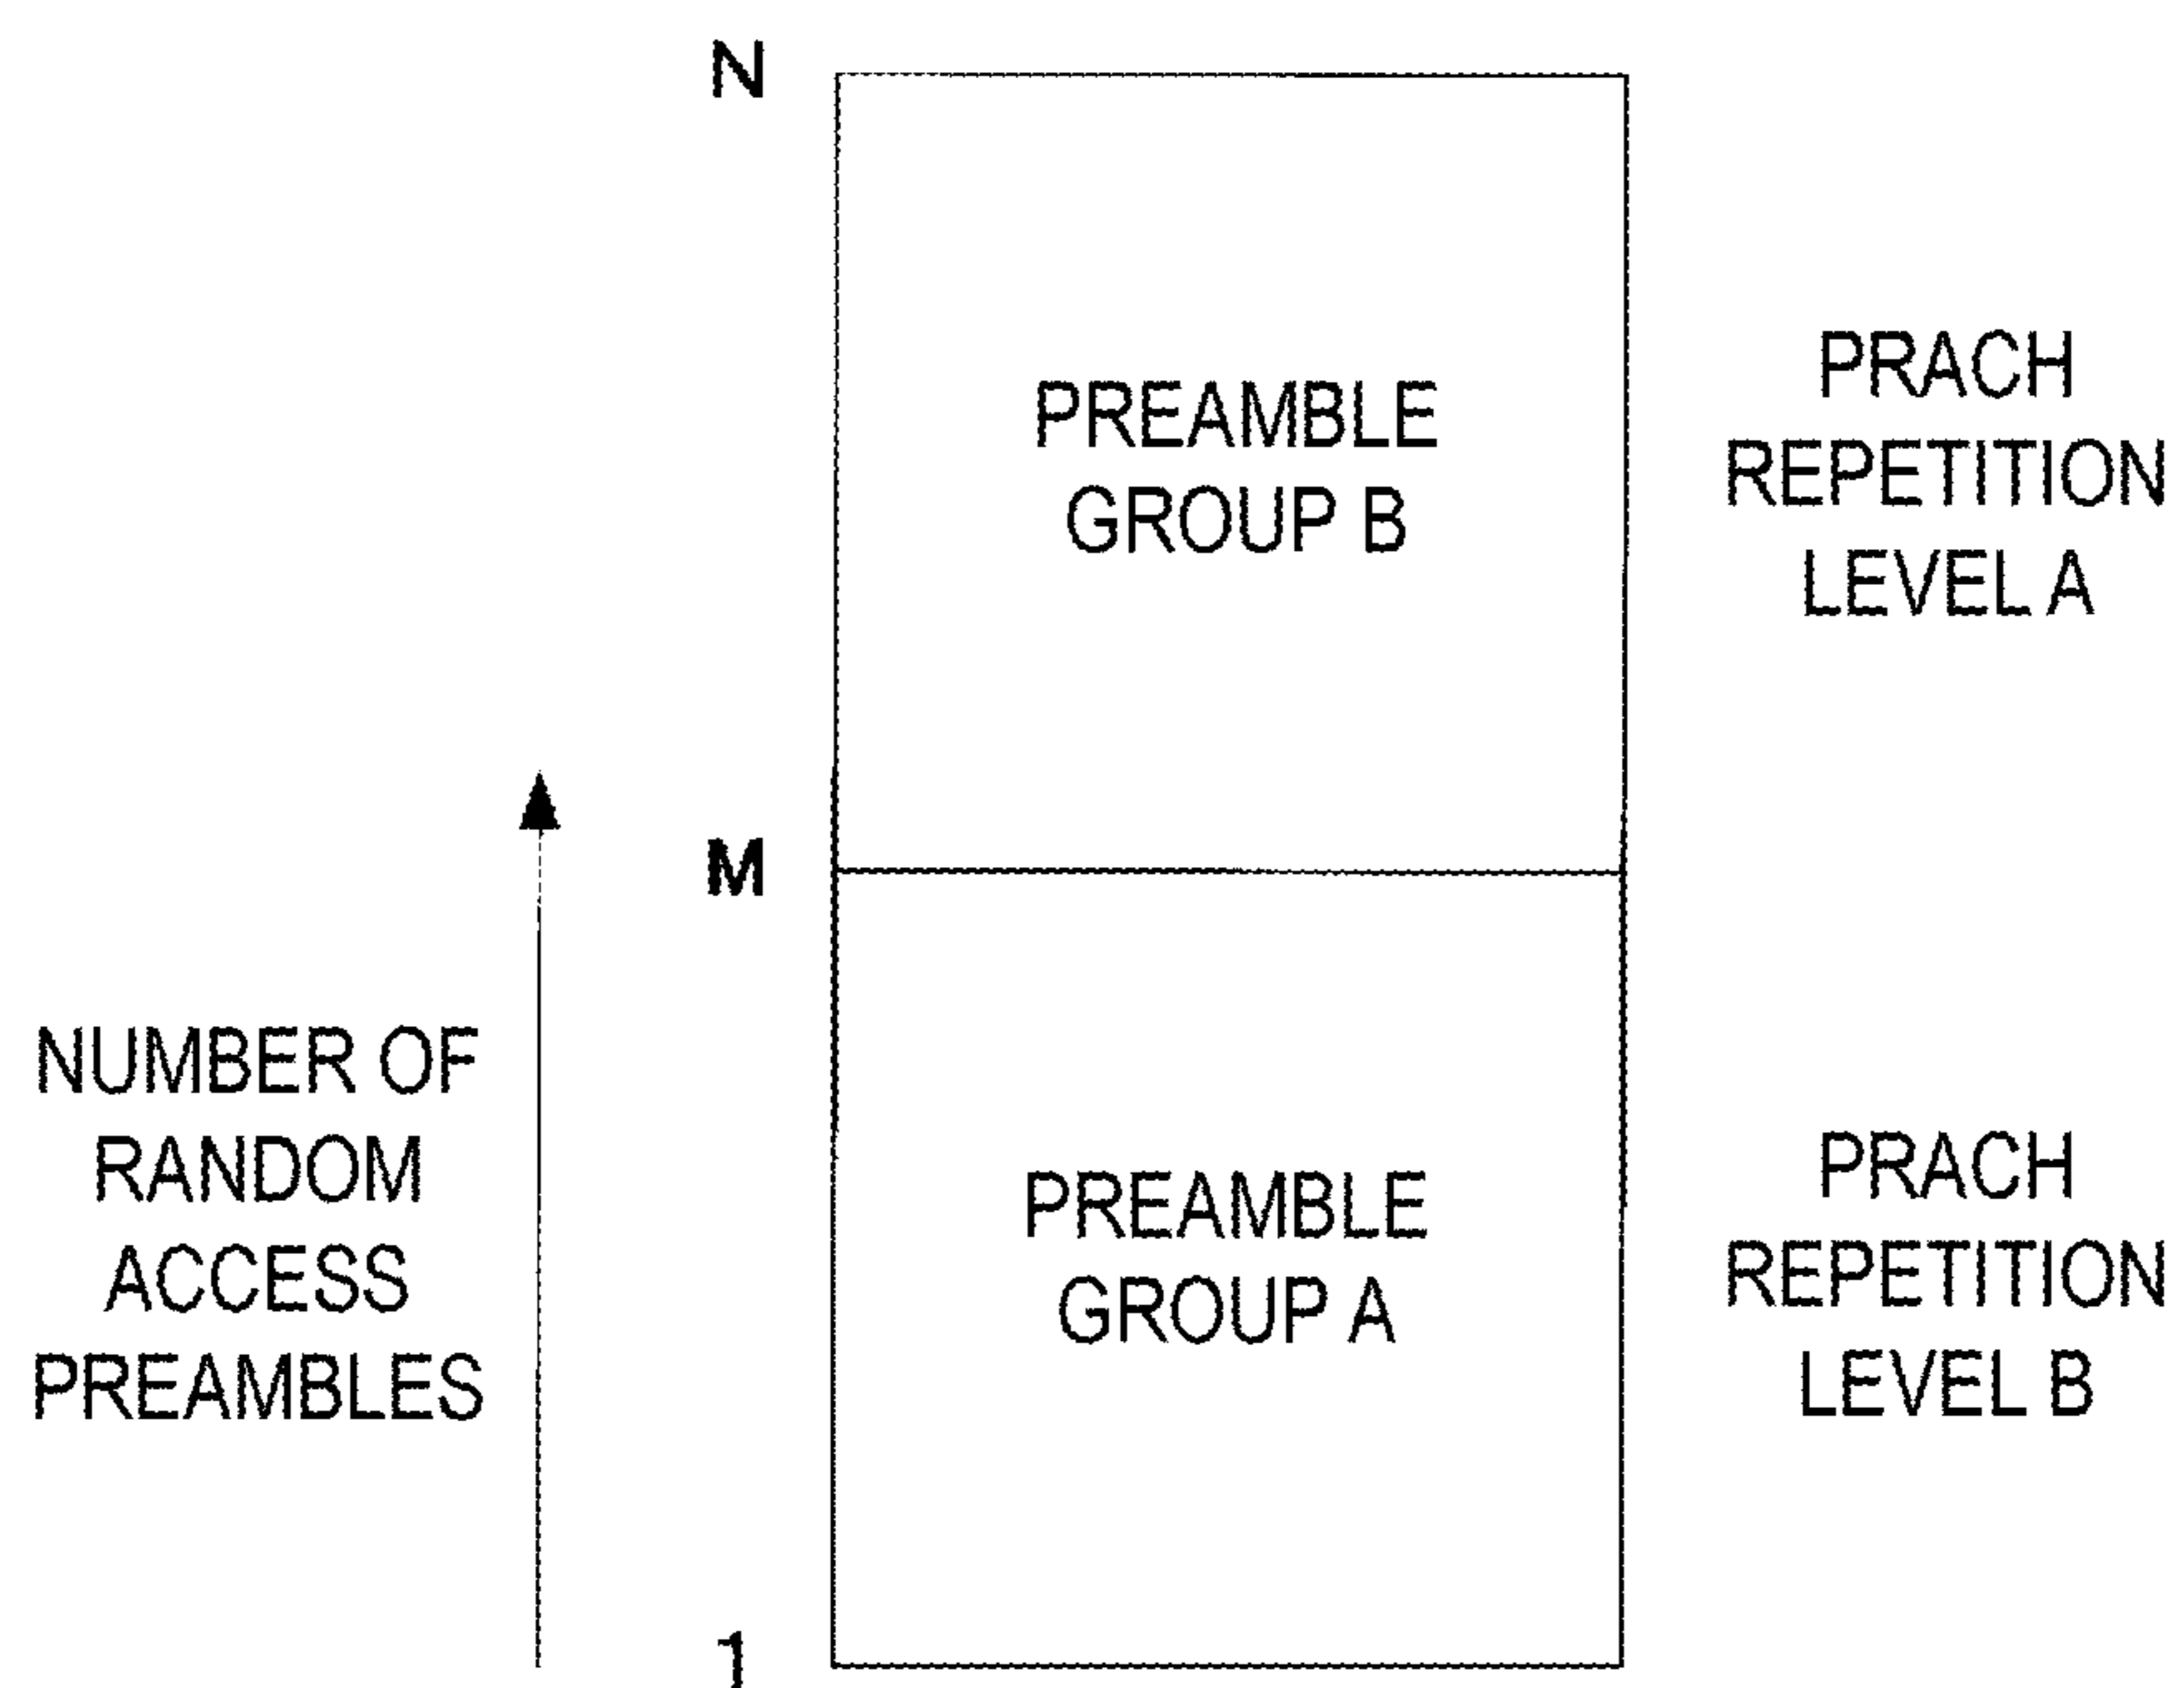 N
PREAMBLE
GROUP B
PRACH
REPETITION
LEVEL A
M
NUMBER OF
RANDOM
ACCESS
PREAMBLES
PREAMBLE
GROUP A
PRACH
REPETITION
LEVEL B
1